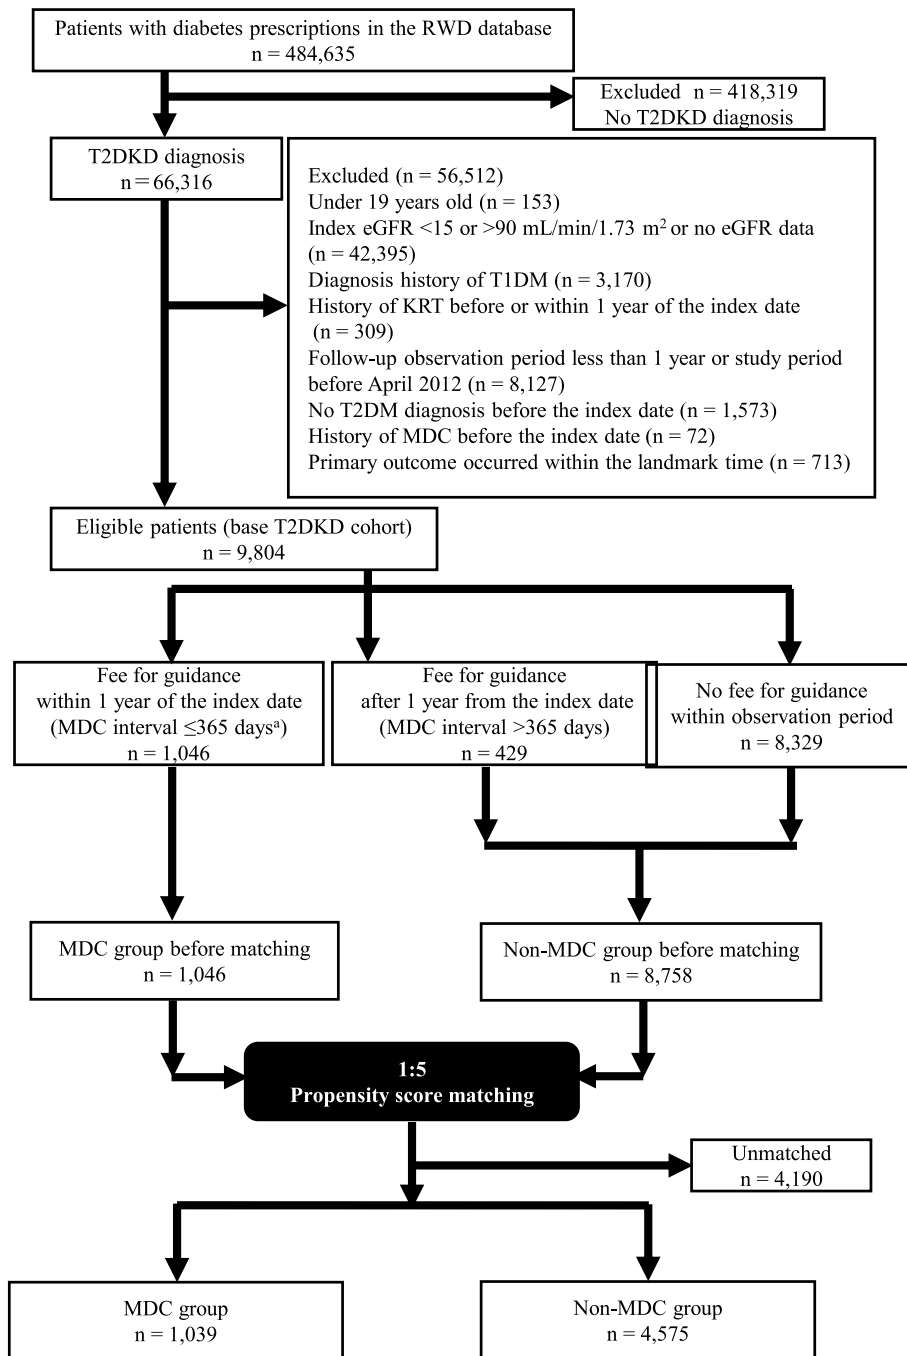 Patients with diabetes prescriptions in the RWD database
n = 484,635
Excluded n = 418,319
No T2DKD diagnosis
T2DKD diagnosis
n = 66,316
Excluded (n = 56,512)
Under 19 years old (n = 153)
Index eGFR <15 or >90 mL/min/1.73 m² or no eGFR data
(n = 42,395)
Diagnosis history of T1DM (n = 3,170)
History of KRT before or within 1 year of the index date
(n = 309)
Follow-up observation period less than 1 year or study period
before April 2012 (n = 8,127)
No T2DM diagnosis before the index date (n = 1,573)
History of MDC before the index date (n = 72)
Primary outcome occurred within the landmark time (n = 713)
Eligible patients (base T2DKD cohort)
n = 9,804
Fee for guidance
within 1 year of the index date
(MDC interval ≤365 daysᵃ)
n = 1,046
Fee for guidance
after 1 year from the index date
(MDC interval >365 days)
n = 429
No fee for guidance
within observation period
n = 8,329
MDC group before matching
n = 1,046
Non-MDC group before matching
n = 8,758
1:5
Propensity score matching
Unmatched
n = 4,190
MDC group
n = 1,039
Non-MDC group
n = 4,575